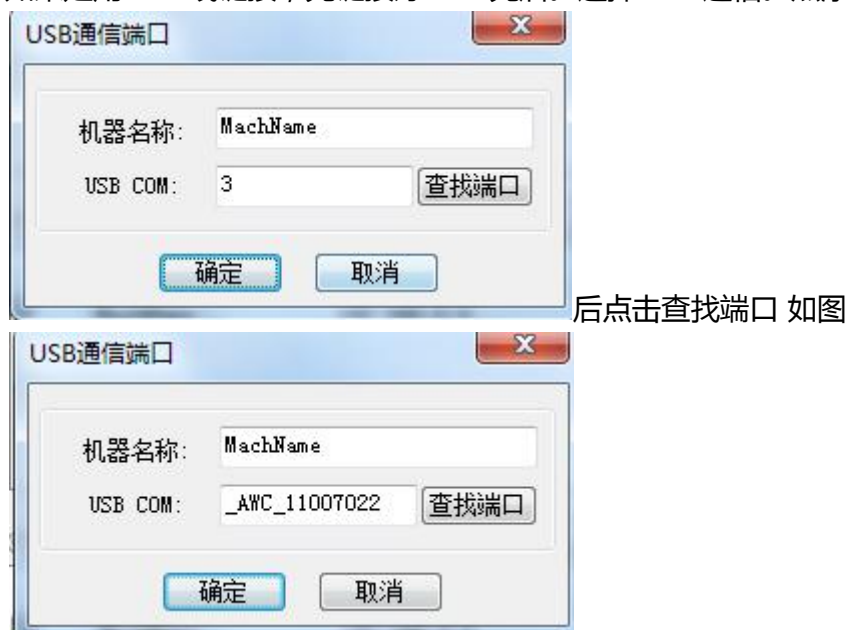 USB通信端口
机器名称: MachName
USB COM: 3 查找端口
确定 取消
后点击查找端口 如图
USB通信端口
机器名称: MachName
USB COM: _AWC_11007022 查找端口
确定 取消